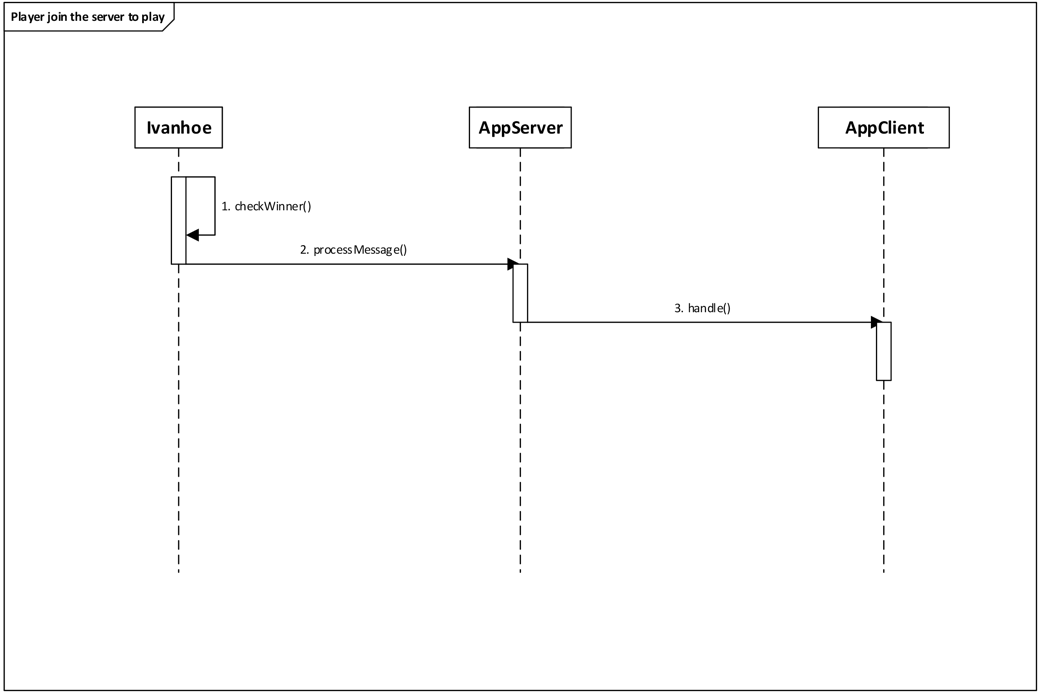 Player join the server to play
Ivanhoe
AppServer
AppClient
1. checkWinner()
2. processMessage()
3. handle()